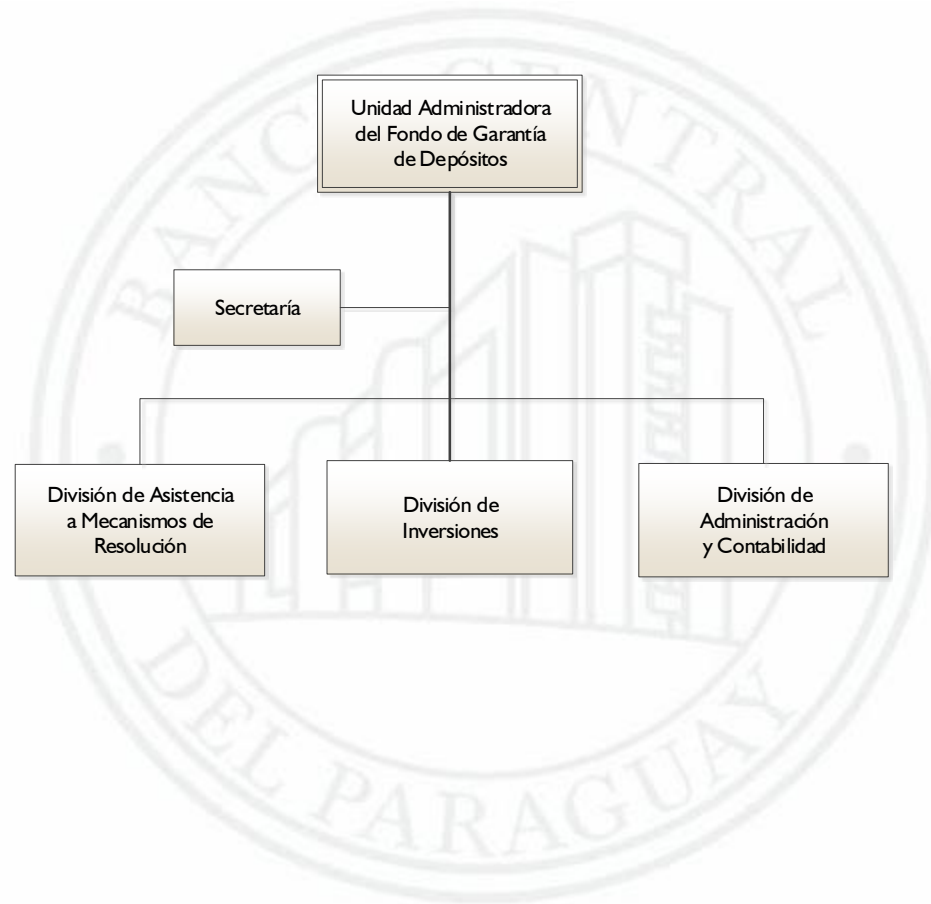 Unidad Administradora
del Fondo de Garantía
de Depósitos
Secretaría
División de Asistencia
a Mecanismos de
Resolución
División de
Inversiones
División de
Administración
y Contabilidad
BANCO CENTRAL
DEL PARAGUAY